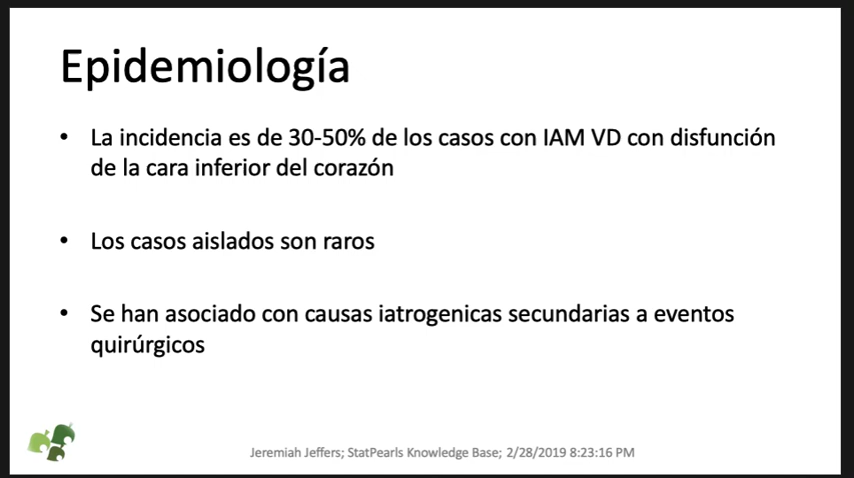 Epidemiología
• La incidencia es de 30-50% de los casos con IAM VD con disfunción
de la cara inferior del corazón
• Los casos aislados son raros
• Se han asociado con causas iatrogenicas secundarias a eventos
quirúrgicos
Jeremiah Jeffers; StatPearls Knowledge Base; 2/28/2019 8:23:16 PM